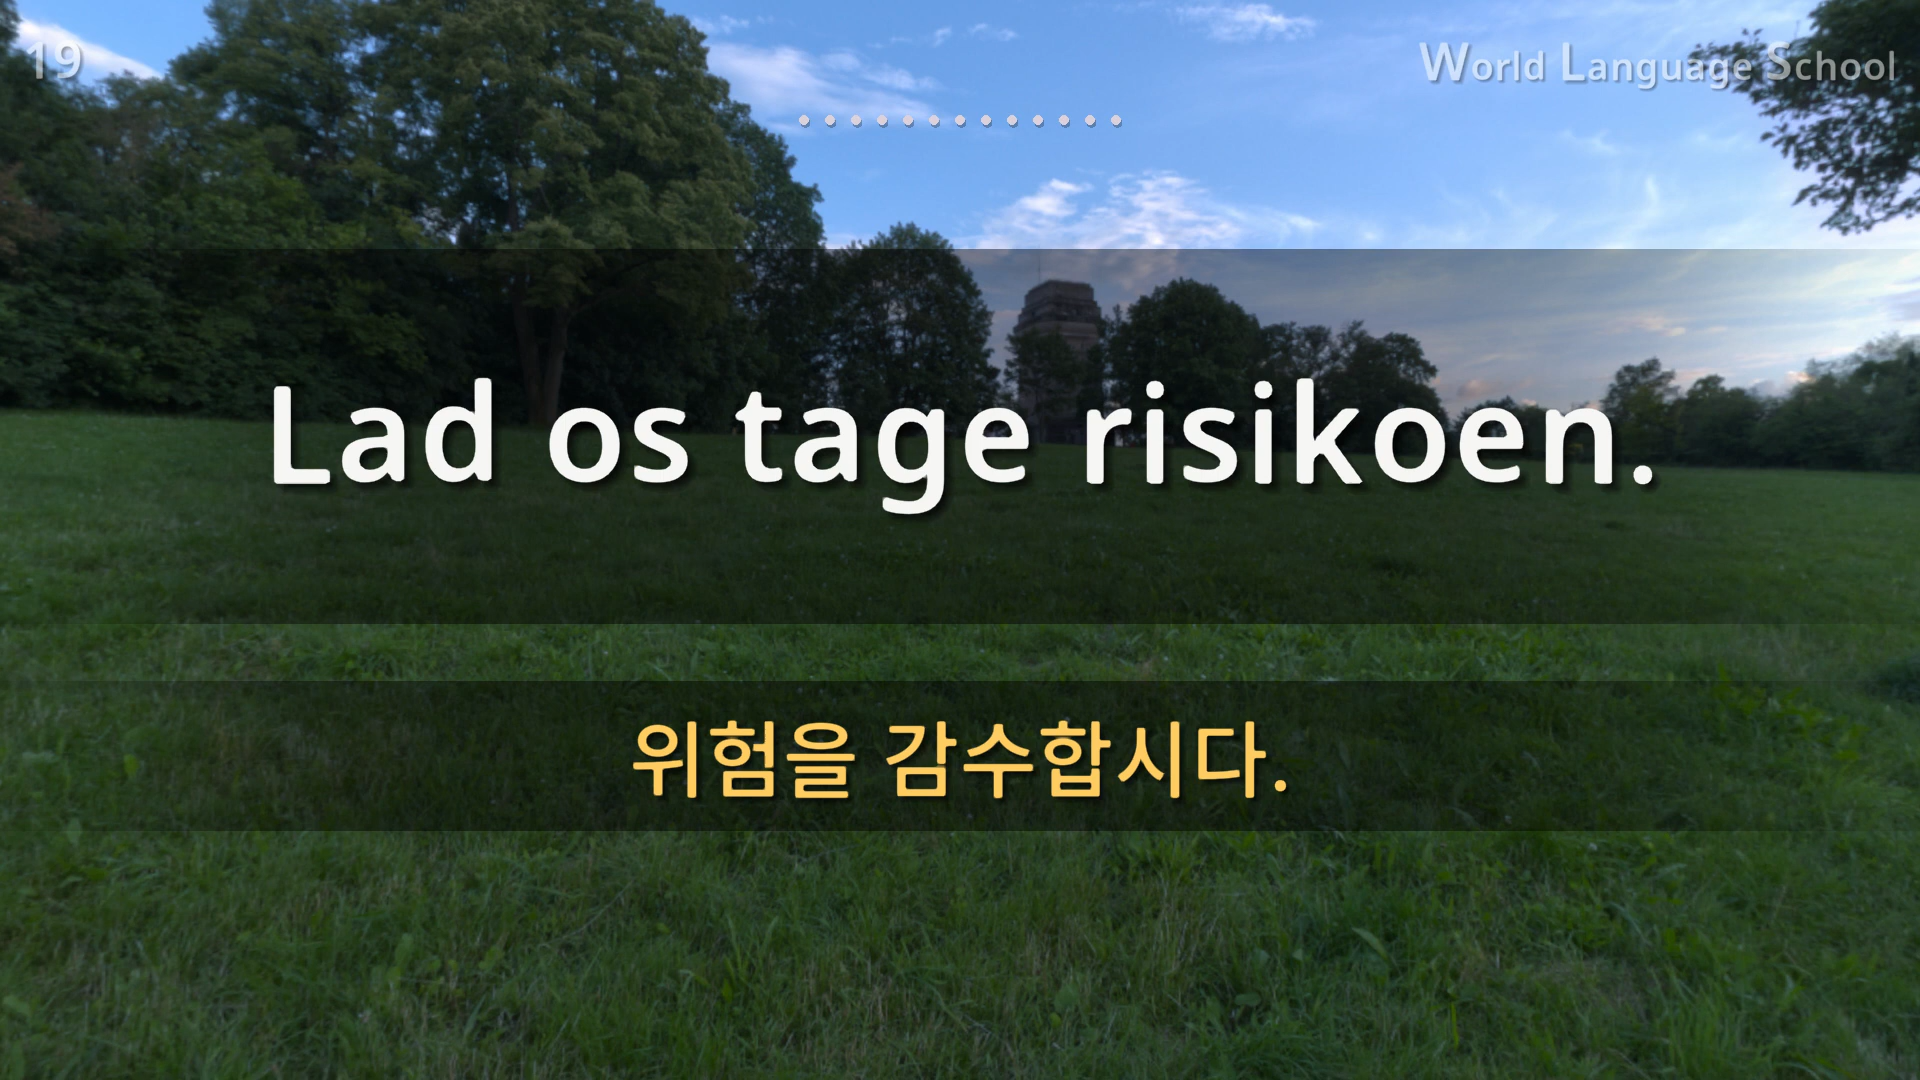 19
World Language School
.............
Lad os tage risikoen.
위험을 감수합시다.